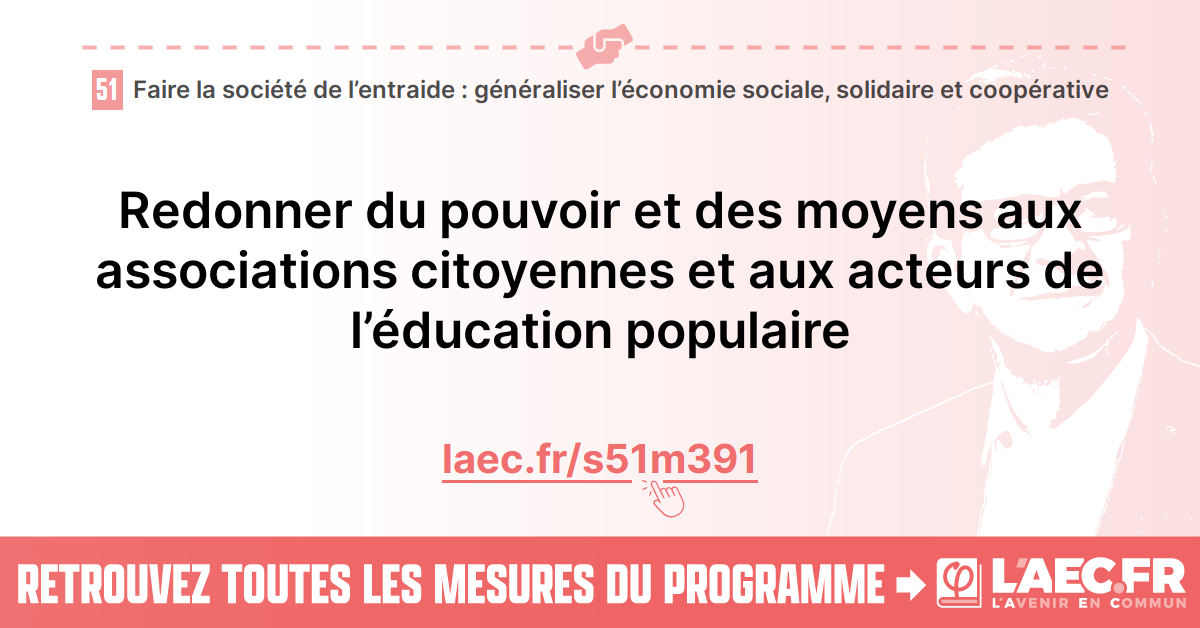 51 Faire la société de l’entraide : généraliser l’économie sociale, solidaire et coopérative
Redonner du pouvoir et des moyens aux
associations citoyennes et aux acteurs de
l’éducation populaire
laec.fr/s51m391
RETROUVEZ TOUTES LES MESURES DU PROGRAMME
L'AEC.FR
L'AVENIR EN COMMUN